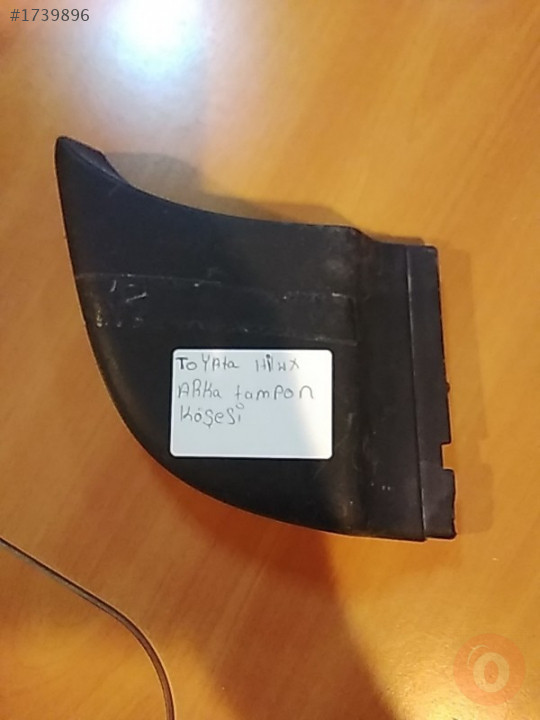 #1739896
ToYAta Hilux
ARKA tampon
Köşesi